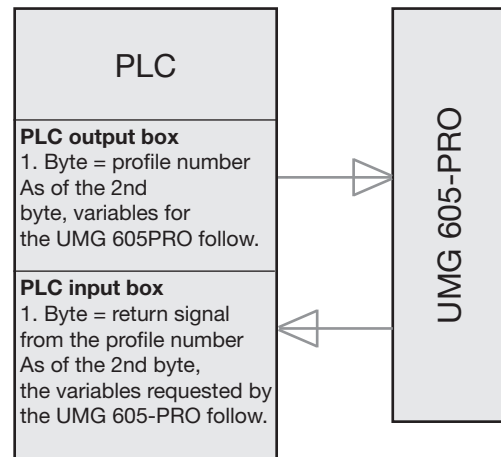 PLC
PLC output box
1. Byte = profile number
As of the 2nd
byte, variables for
the UMG 605PRO follow.
PLC input box
1. Byte = return signal
from the profile number
As of the 2nd byte,
the variables requested by
the UMG 605-PRO follow.
UMG 605-PRO